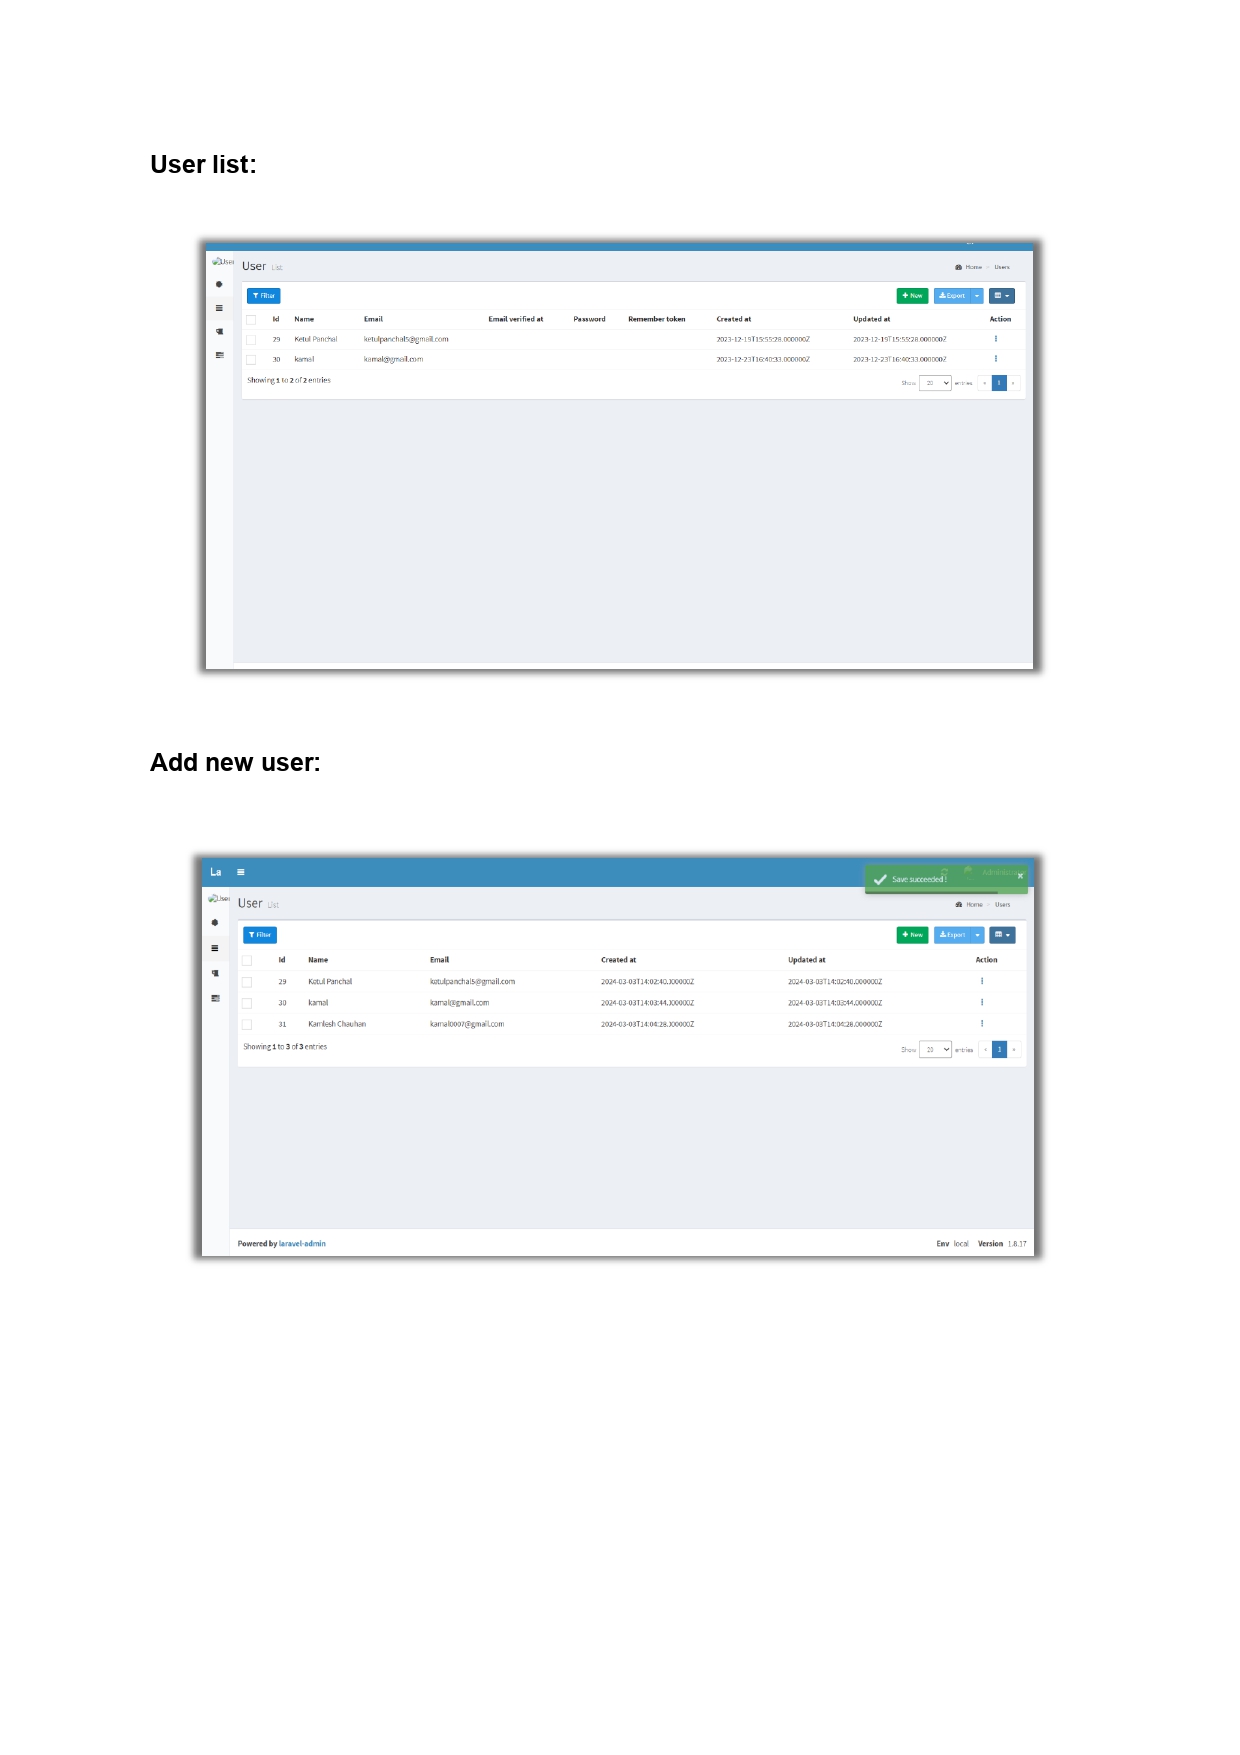 User list:
User
User List
Home Users
Filter
New Export
Id Name Email Email verified at Password Remember token Created at Updated at Action
29 Ketul Panchal ketulpanchal5@gmail.com 2023-12-19T15:55:28.000000Z 2023-12-19T15:55:28.000000Z
30 kamal kamal@gmail.com 2023-12-23T16:40:33.000000Z 2023-12-23T16:40:33.000000Z
Showing 1 to 2 of 2 entries
Show 20 entries « 1 »
Add new user:
La
Save succeeded ! ×
User
User List
Home Users
Filter
New Export
Id Name Email Created at Updated at Action
29 Ketul Panchal ketulpanchal5@gmail.com 2024-03-03T14:02:40.000000Z 2024-03-03T14:02:40.000000Z
30 kamal kamal@gmail.com 2024-03-03T14:03:44.000000Z 2024-03-03T14:03:44.000000Z
31 Kamlesh Chauhan kamal0007@gmail.com 2024-03-03T14:04:28.000000Z 2024-03-03T14:04:28.000000Z
Showing 1 to 3 of 3 entries
Show 20 entries « 1 »
Powered by laravel-admin
Env local Version 1.8.17